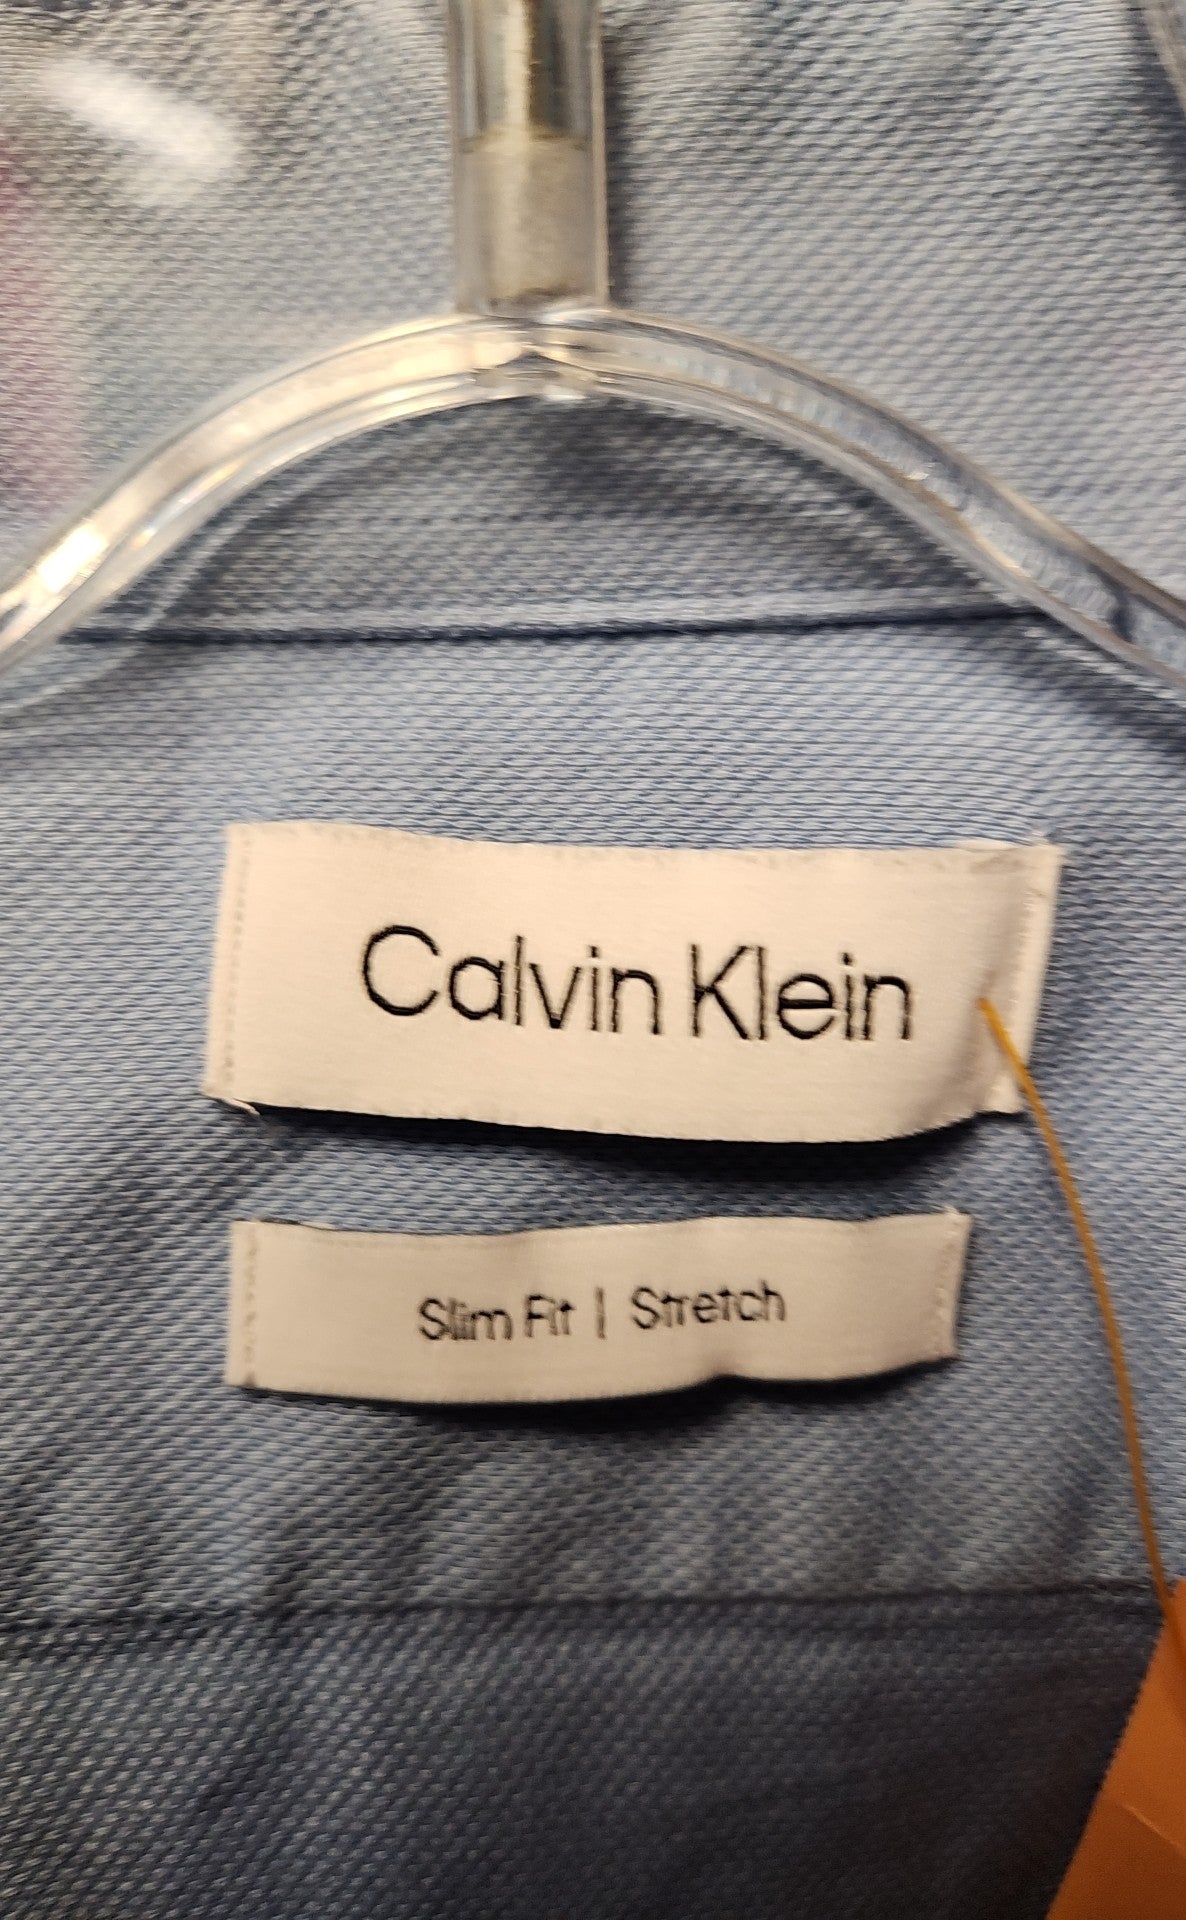 Calvin Klein
Slim Fit | Stretch